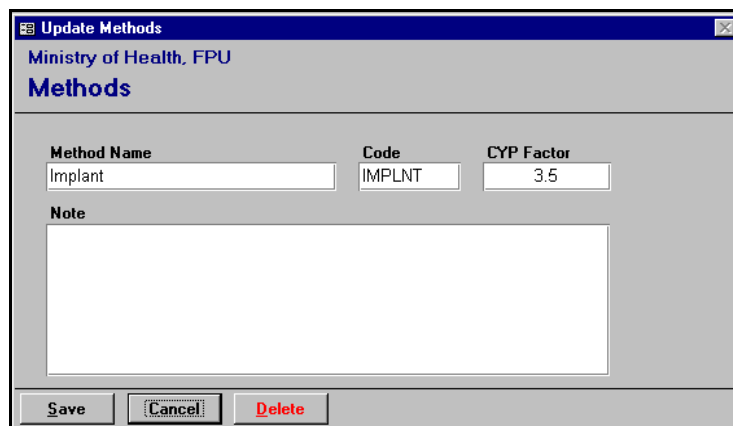 Update Methods
Ministry of Health, FPU
Methods
Method Name Code CYP Factor
Implant IMPLNT 3.5
Note
Save Cancel Delete